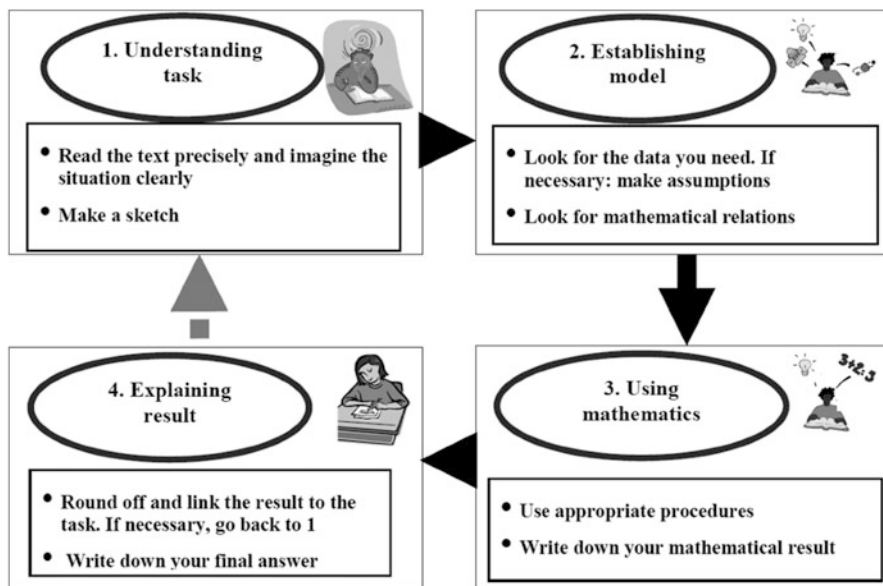 1. Understanding
task
• Read the text precisely and imagine the
situation clearly
• Make a sketch
2. Establishing
model
• Look for the data you need. If
necessary: make assumptions
• Look for mathematical relations
3. Using
mathematics
3+2:3
• Use appropriate procedures
• Write down your mathematical result
4. Explaining
result
• Round off and link the result to the
task. If necessary, go back to 1
• Write down your final answer